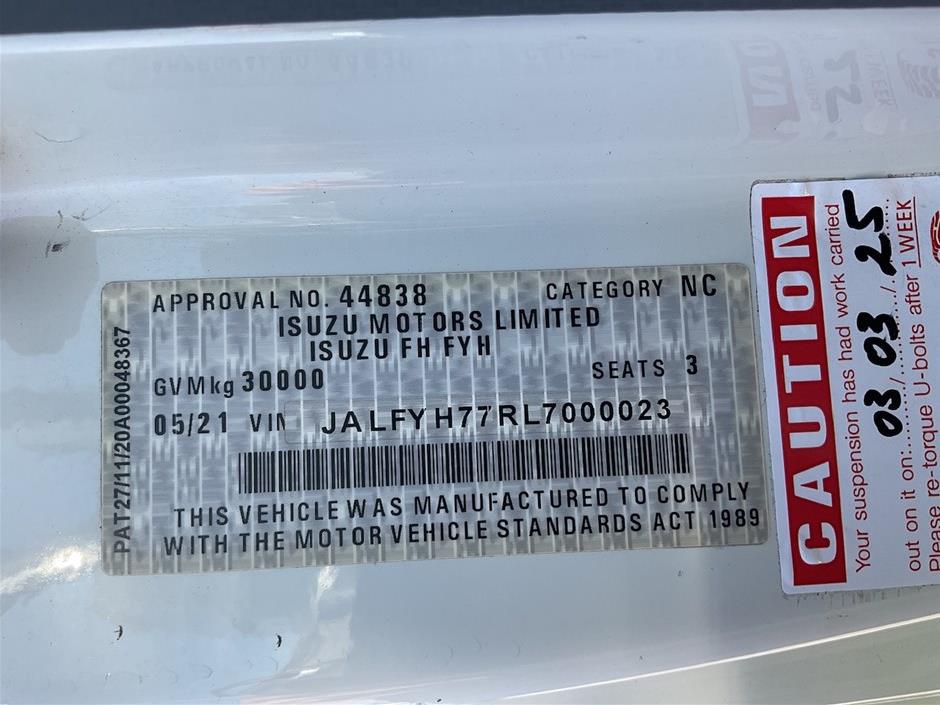 APPROVAL NO. 44838 CATEGORY NC
ISUZU MOTORS LIMITED
ISUZU FH FYH
GVMkg 30000 SEATS 3
05/21 VIN JALFYH77RL7000023
THIS VEHICLE WAS MANUFACTURED TO COMPLY
WITH THE MOTOR VEHICLE STANDARDS ACT 1989
PAT27/11/20A00048367
CAUTION
Your suspension has had work carried
out on it on: 03/03/25
Please re-torque U-bolts after 1 WEEK